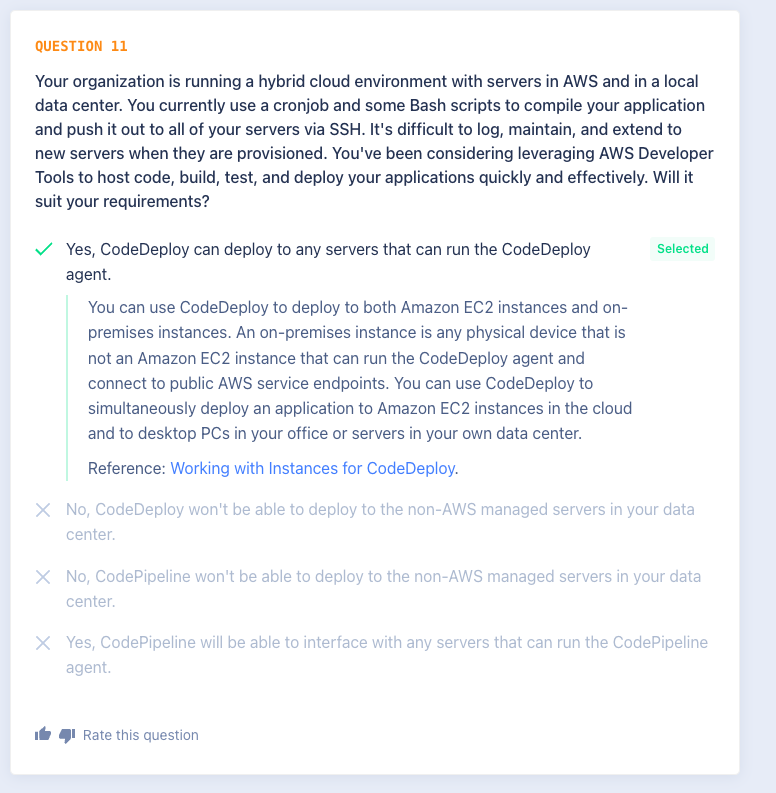 QUESTION 11
Your organization is running a hybrid cloud environment with servers in AWS and in a local
data center. You currently use a cronjob and some Bash scripts to compile your application
and push it out to all of your servers via SSH. It's difficult to log, maintain, and extend to
new servers when they are provisioned. You've been considering leveraging AWS Developer
Tools to host code, build, test, and deploy your applications quickly and effectively. Will it
suit your requirements?
Yes, CodeDeploy can deploy to any servers that can run the CodeDeploy
agent.
Selected
You can use CodeDeploy to deploy to both Amazon EC2 instances and on-
premises instances. An on-premises instance is any physical device that is
not an Amazon EC2 instance that can run the CodeDeploy agent and
connect to public AWS service endpoints. You can use CodeDeploy to
simultaneously deploy an application to Amazon EC2 instances in the cloud
and to desktop PCs in your office or servers in your own data center.
Reference: Working with Instances for CodeDeploy.
No, CodeDeploy won't be able to deploy to the non-AWS managed servers in your data
center.
No, CodePipeline won't be able to deploy to the non-AWS managed servers in your data
center.
Yes, CodePipeline will be able to interface with any servers that can run the CodePipeline
agent.
Rate this question